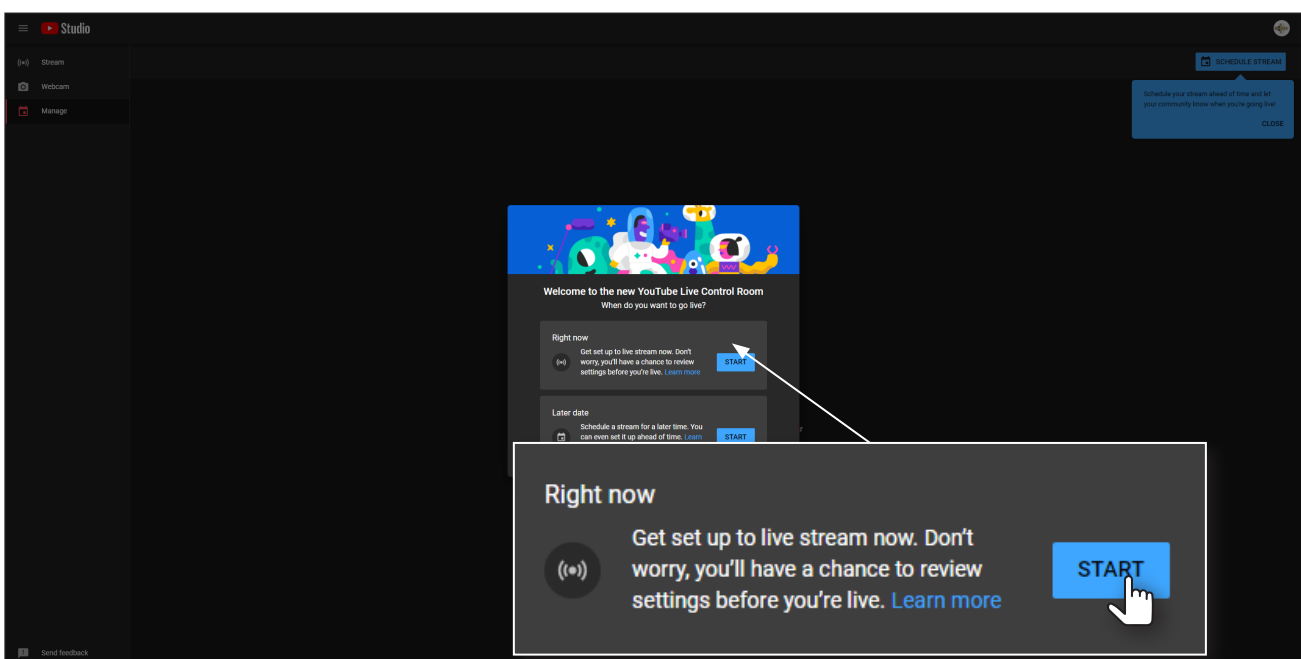 Studio
Stream
SCHEDULE STREAM
Webcam
Schedule your stream ahead of time and let
your community know when you're going live!
Manage
CLOSE
Welcome to the new YouTube Live Control Room
When do you want to go live?
Right now
Get set up to live stream now. Don't
worry, you'll have a chance to review
settings before you're live. Learn more
START
Later date
Schedule a stream for a later time. You
can even set it up ahead of time. Learn
START
Right now
Get set up to live stream now. Don't
worry, you'll have a chance to review
settings before you're live. Learn more
START
Send feedback